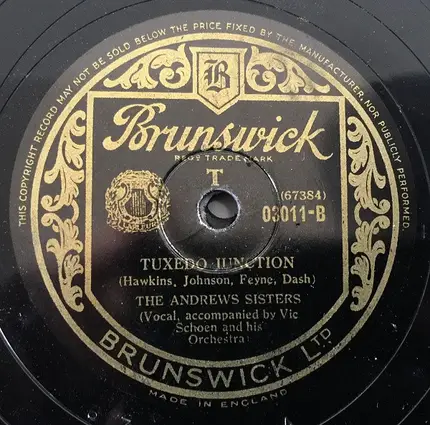 THIS COPYRIGHT RECORD MAY NOT BE SOLD BELOW THE PRICE FIXED BY THE MANUFACTURER, NOR PUBLICLY PERFORMED.
B
Brunswick
REGD TRADE MARK
T
(67384)
03011-B
TUXEDO JUNCTION
(Hawkins, Johnson, Feyne, Dash)
THE ANDREWS SISTERS
(Vocal, accompanied by Vic
Schoen and his
Orchestra)
BRUNSWICK LTD
MADE IN ENGLAND